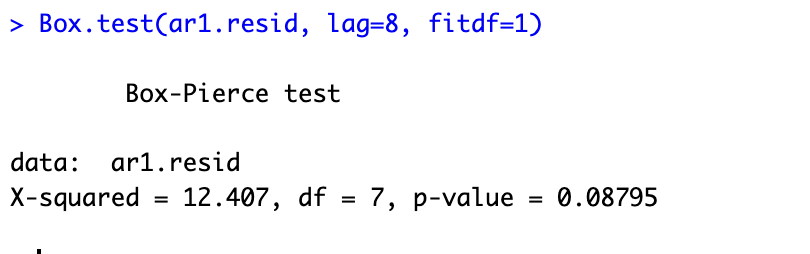 > Box.test(ar1.resid, lag=8, fitdf=1)
Box-Pierce test
data:  ar1.resid
X-squared = 12.407, df = 7, p-value = 0.08795